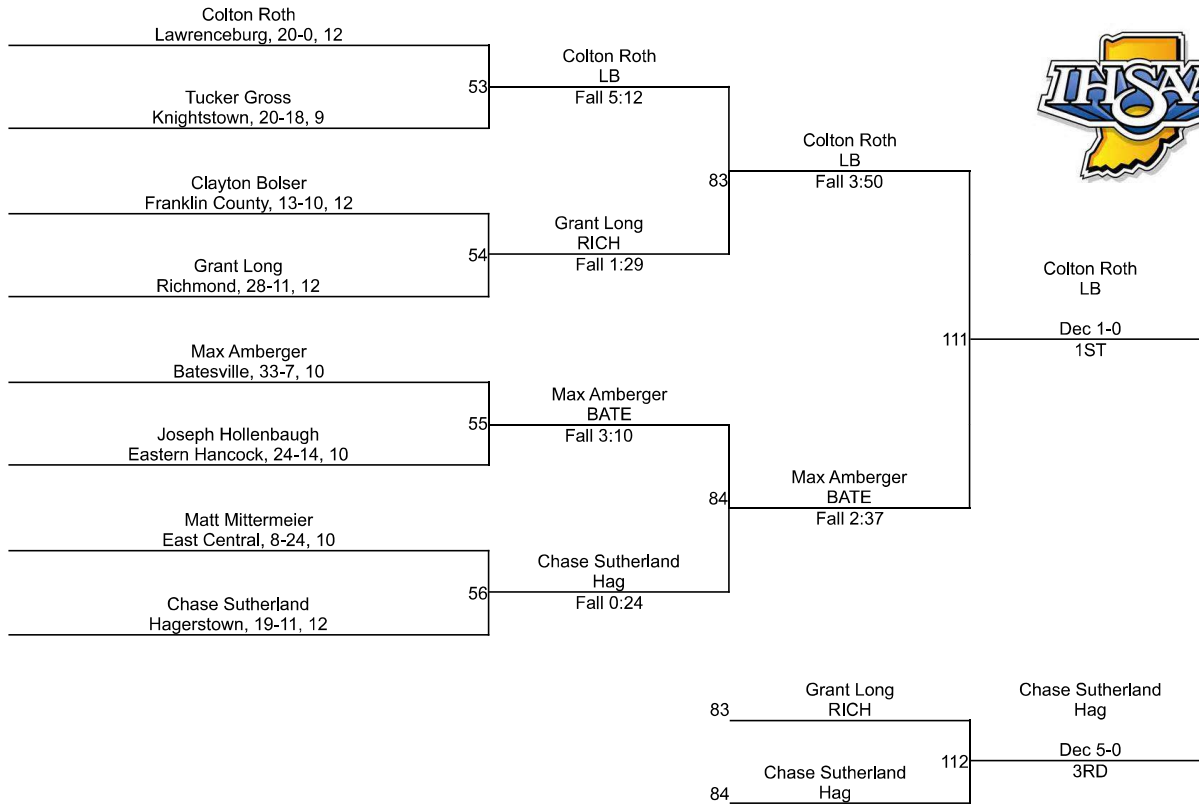 Colton Roth
Lawrenceburg, 20-0, 12
53
Tucker Gross
Knightstown, 20-18, 9
Colton Roth
LB
Fall 5:12
Clayton Bolser
Franklin County, 13-10, 12
54
Grant Long
Richmond, 28-11, 12
Grant Long
RICH
Fall 1:29
83
Colton Roth
LB
Fall 3:50
Max Amberger
Batesville, 33-7, 10
55
Joseph Hollenbaugh
Eastern Hancock, 24-14, 10
Max Amberger
BATE
Fall 3:10
Matt Mittermeier
East Central, 8-24, 10
56
Chase Sutherland
Hagerstown, 19-11, 12
Chase Sutherland
Hag
Fall 0:24
84
Max Amberger
BATE
Fall 2:37
111
IHSAA
Colton Roth
LB
Dec 1-0
1ST
83
Grant Long
RICH
84
Chase Sutherland
Hag
112
Chase Sutherland
Hag
Dec 5-0
3RD